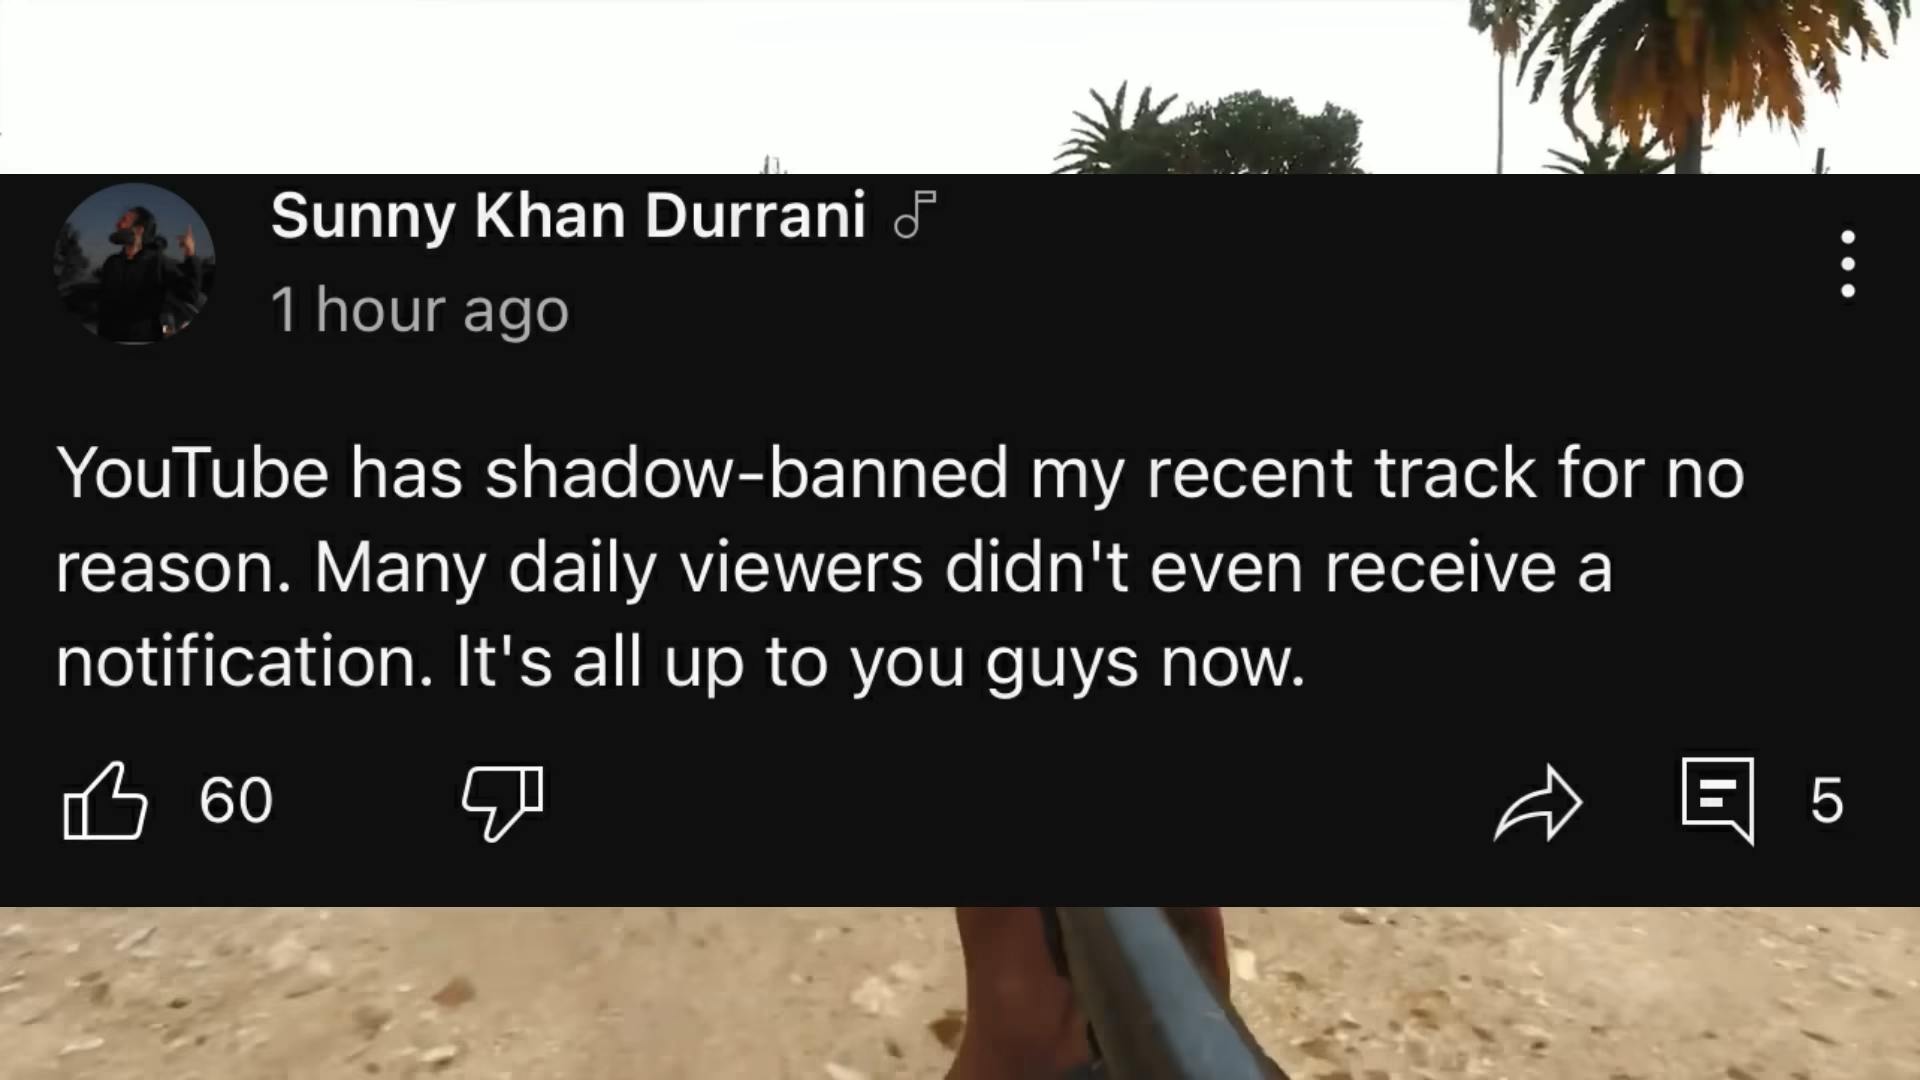 Sunny Khan Durrani
1 hour ago
YouTube has shadow-banned my recent track for no
reason. Many daily viewers didn't even receive a
notification. It's all up to you guys now.
60
5